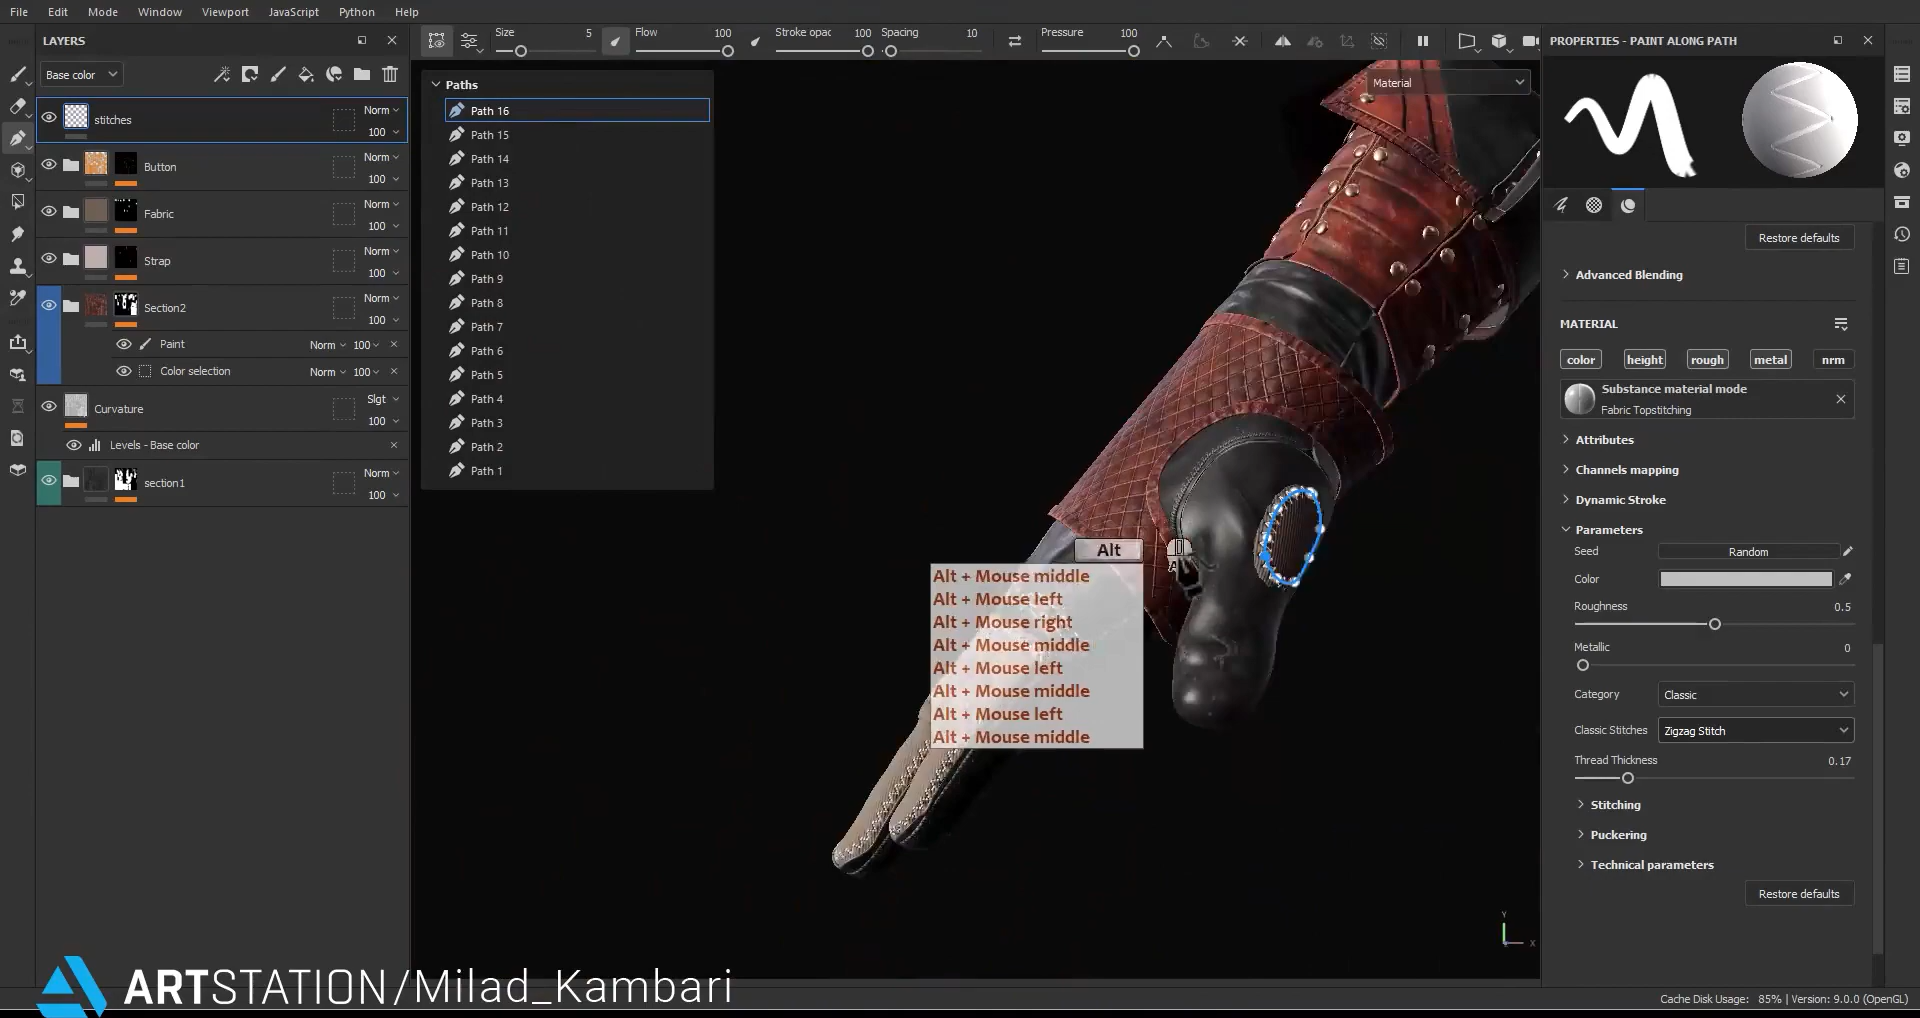 File Edit Mode Window Viewport JavaScript Python Help
LAYERS
Base color
stitches Norm 100
Button Norm 100
Fabric Norm 100
Strap Norm 100
Section2 Norm 100
Paint Norm 100
Color selection Norm 100
Curvature Slgt 100
Levels - Base color
section1 Norm 100
Size 5 Flow 100 Stroke opac 100 Spacing 10 Pressure 100
Paths
Path 16
Path 15
Path 14
Path 13
Path 12
Path 11
Path 10
Path 9
Path 8
Path 7
Path 6
Path 5
Path 4
Path 3
Path 2
Path 1
Material
Alt
Alt + Mouse middle
Alt + Mouse left
Alt + Mouse right
Alt + Mouse middle
Alt + Mouse left
Alt + Mouse middle
Alt + Mouse left
Alt + Mouse middle
Y
X
PROPERTIES - PAINT ALONG PATH
Restore defaults
Advanced Blending
MATERIAL
color height rough metal nrm
Substance material mode
Fabric Topstitching
Attributes
Channels mapping
Dynamic Stroke
Parameters
Seed Random
Color
Roughness 0.5
Metallic 0
Category Classic
Classic Stitches Zigzag Stitch
Thread Thickness 0.17
Stitching
Puckering
Technical parameters
Restore defaults
ARTSTATION/Milad_Kambari
Cache Disk Usage: 85% | Version: 9.0.0 (OpenGL)